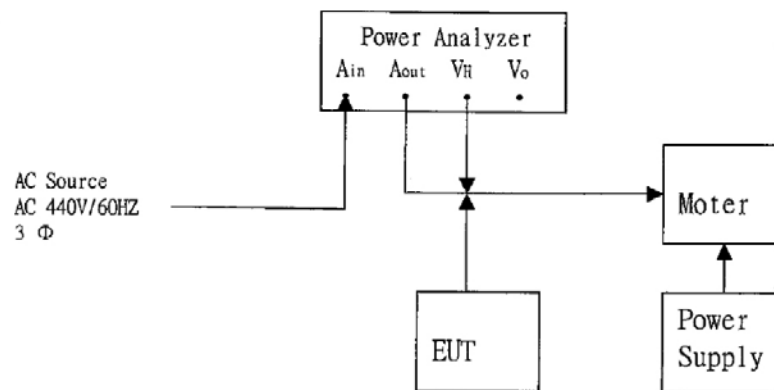 Power Analyzer
Ain Aout VH Vo
AC Source
AC 440V/60HZ
3 Φ
Moter
EUT
Power
Supply